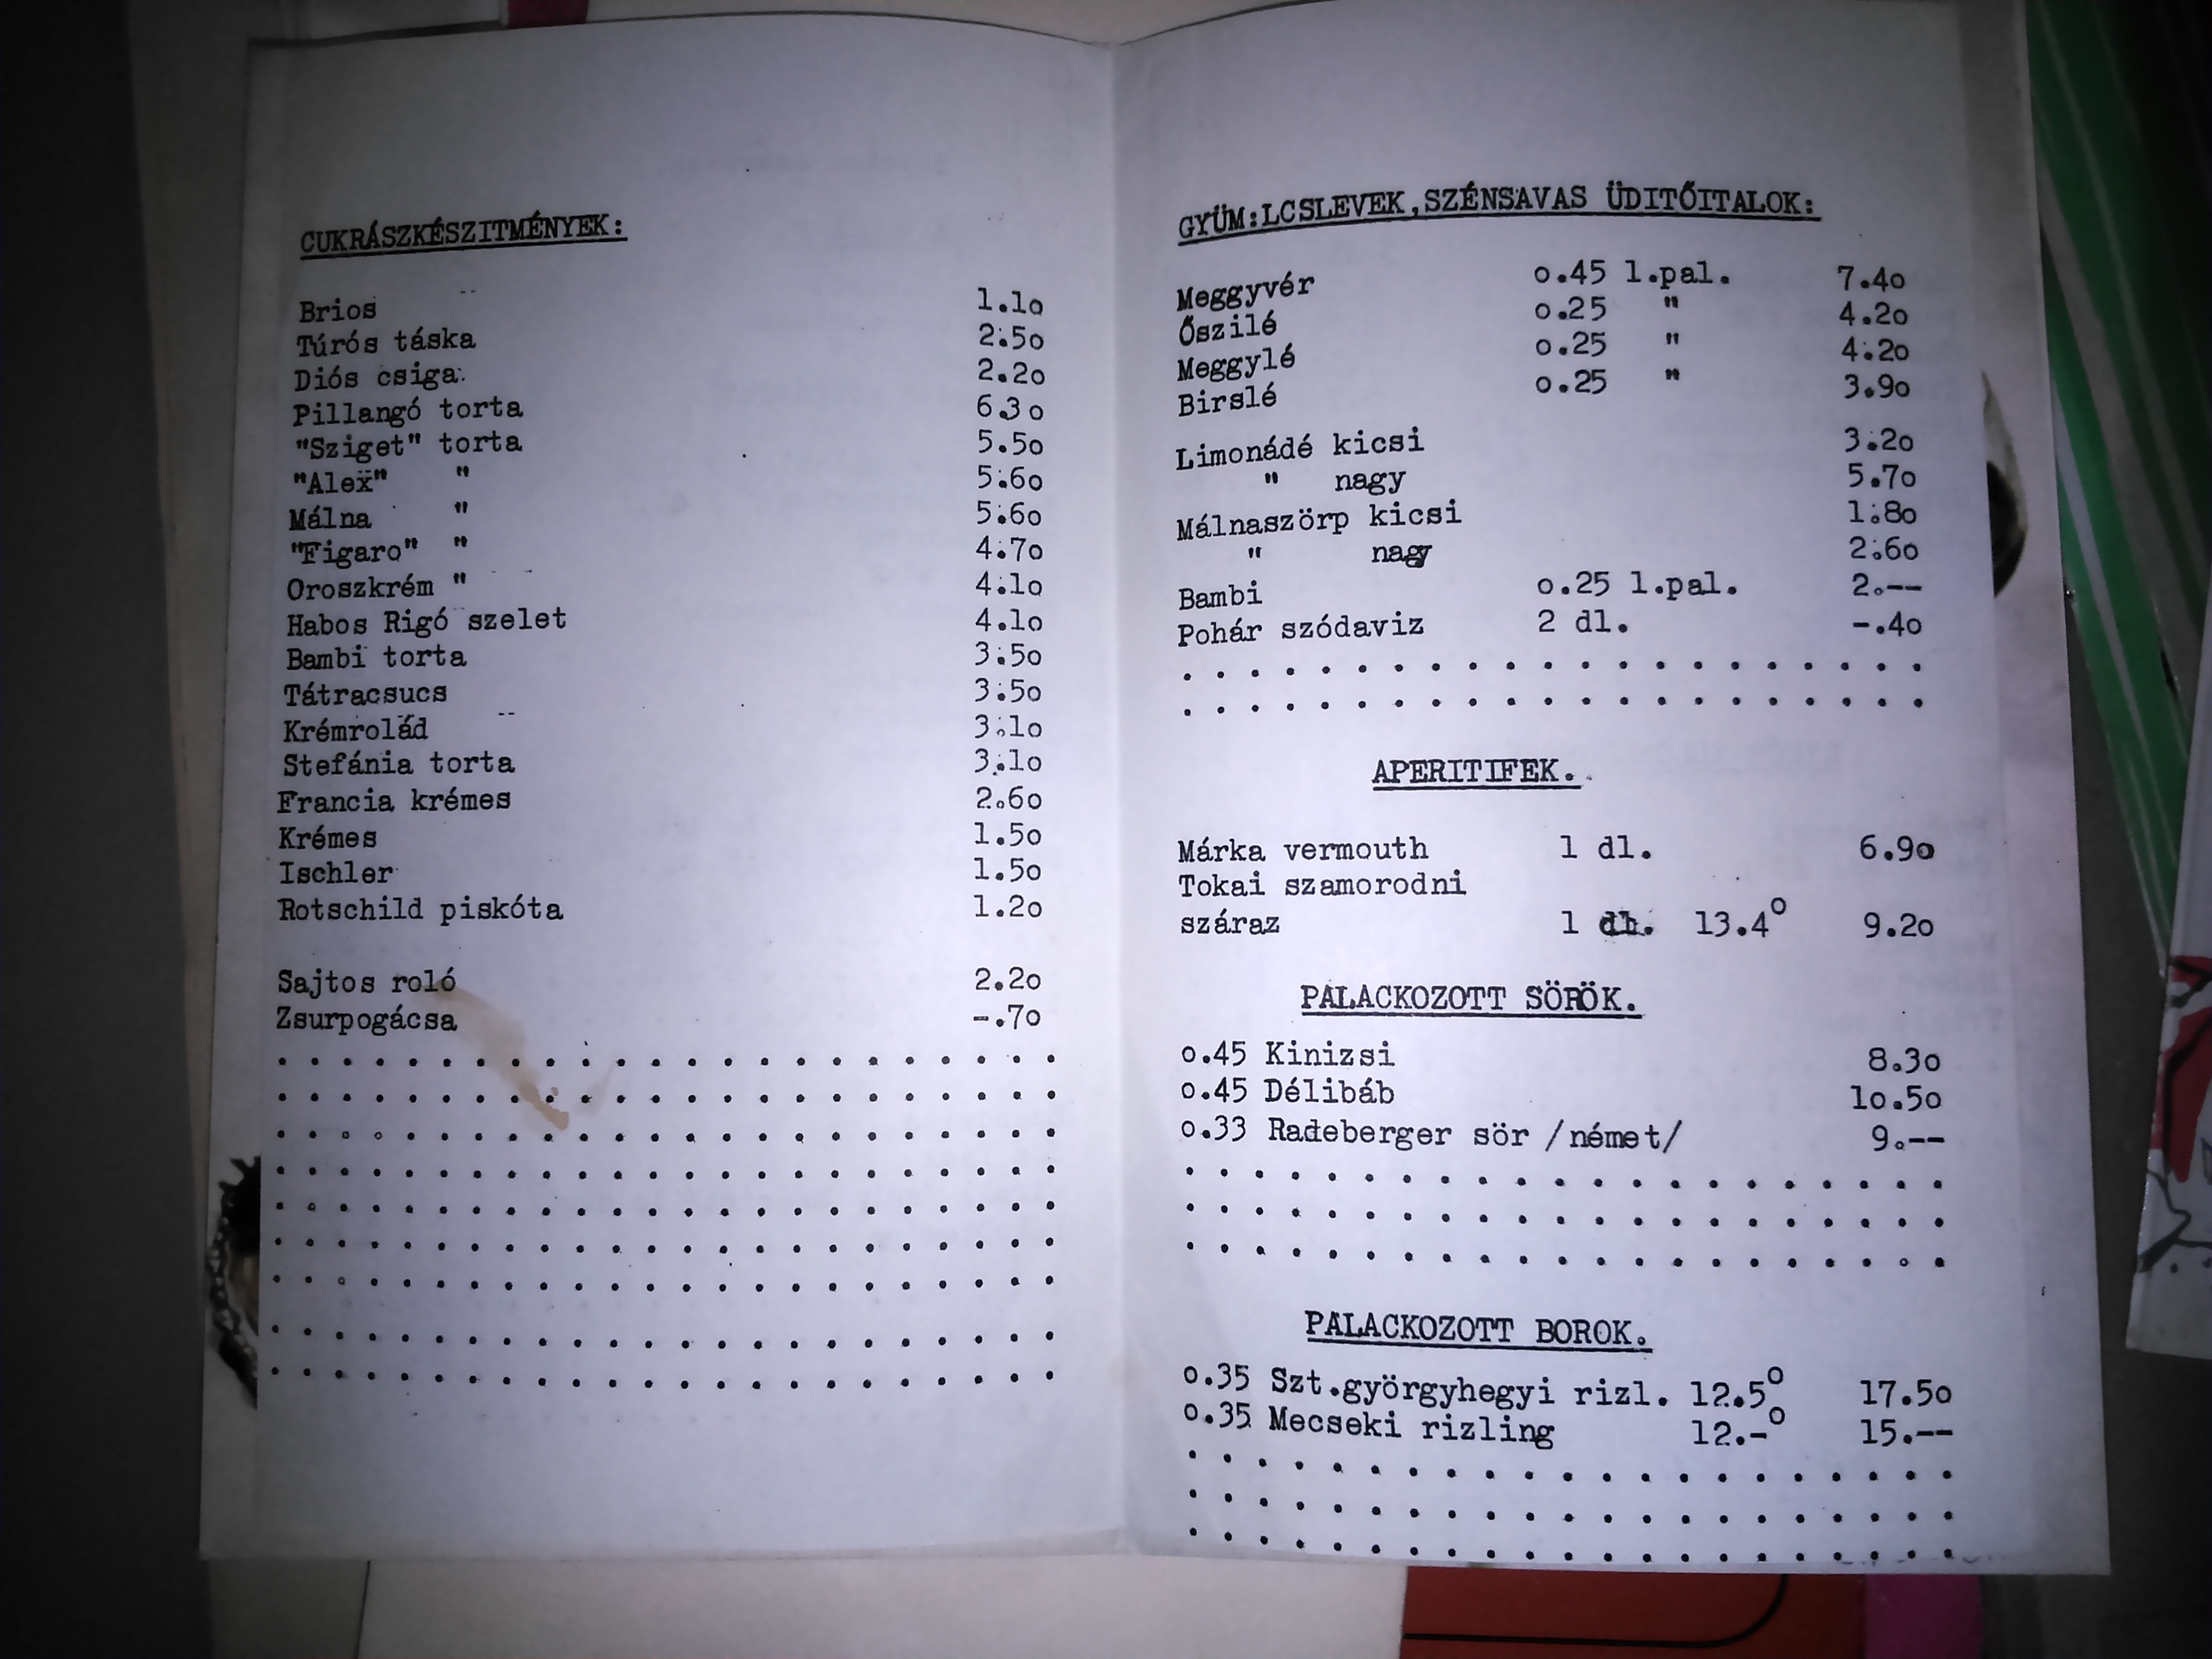 CUKRÁSZKÉSZITMÉNYEK:
Brios 1.1o
Túrós táska 2.5o
Diós csiga. 2.2o
Pillangó torta 6.3o
"Sziget" torta 5.5o
"Alex" " 5.6o
Málna " 5.6o
"Figaro" " 4.7o
Oroszkrém " 4.1o
Habos Rigó szelet 4.1o
Bambi torta 3.5o
Tátracsucs 3.5o
Krémrolád 3.1o
Stefánia torta 3.1o
Francia krémes 2.6o
Krémes 1.5o
Ischler 1.5o
Rotschild piskóta 1.2o
Sajtos roló 2.2o
Zsurpogácsa -.7o
GYÜM:LCSLEVEK,SZÉNSAVAS ÜDITŐITALOK:
Meggyvér o.45 l.pal. 7.4o
Őszilé o.25 " 4.2o
Meggylé o.25 " 4.2o
Birslé o.25 " 3.9o
Limonádé kicsi 3.2o
" nagy 5.7o
Málnaszörp kicsi 1.8o
" nagy 2.6o
Bambi o.25 l.pal. 2.--
Pohár szódaviz 2 dl. -.4o
APERITIFEK.
Márka vermouth 1 dl. 6.9o
Tokai szamorodni
száraz 1 dl. 13.4° 9.2o
PALACKOZOTT SÖRÖK.
o.45 Kinizsi 8.3o
o.45 Délibáb 1o.5o
o.33 Radeberger sör /német/ 9.--
PALACKOZOTT BOROK.
o.35 Szt.györgyhegyi rizl. 12.5° 17.5o
o.35 Mecseki rizling 12.-° 15.--